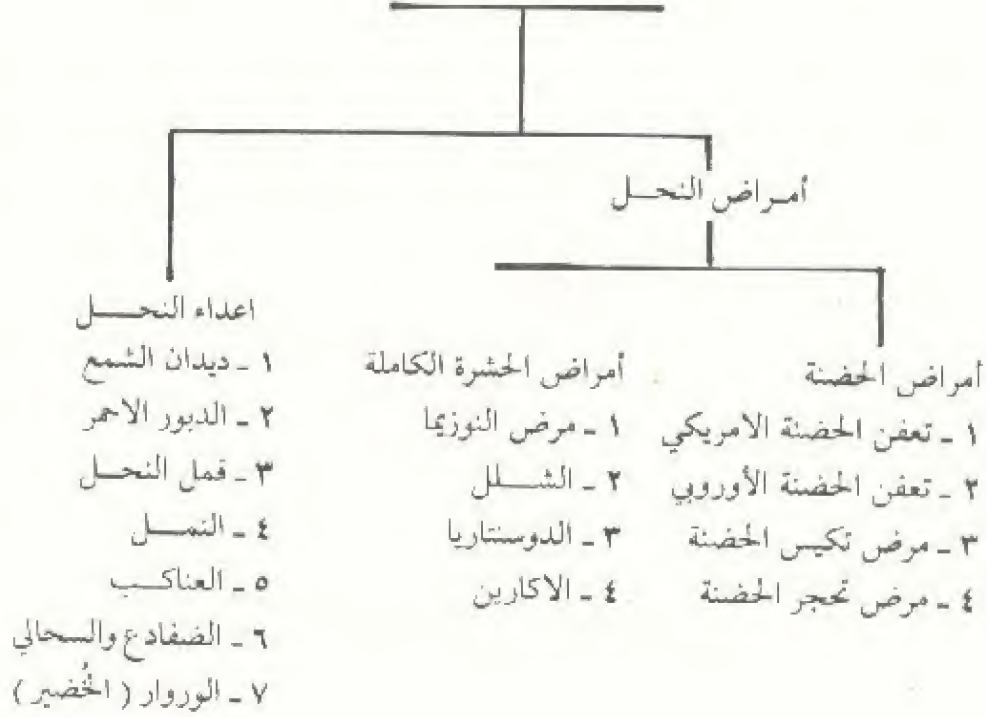 أمراض النحل
أمراض الحضنة
١ - تعفن الحضنة الامريكي
٢ - تعفن الحضنة الأوروبي
٣ - مرض تكيس الحضنة
٤ - مرض تحجر الحضنة
أمراض الحشرة الكاملة
١ - مرض النوزيما
٢ - الشلل
٣ - الدوسنتاريا
٤ - الاكارين
اعداء النحل
١ - ديدان الشمع
٢ - الدبور الاحمر
٣ - قمل النحل
٤ - النمل
٥ - العناكب
٦ - الضفادع والسحالي
٧ - الوروار ( الخُضير )